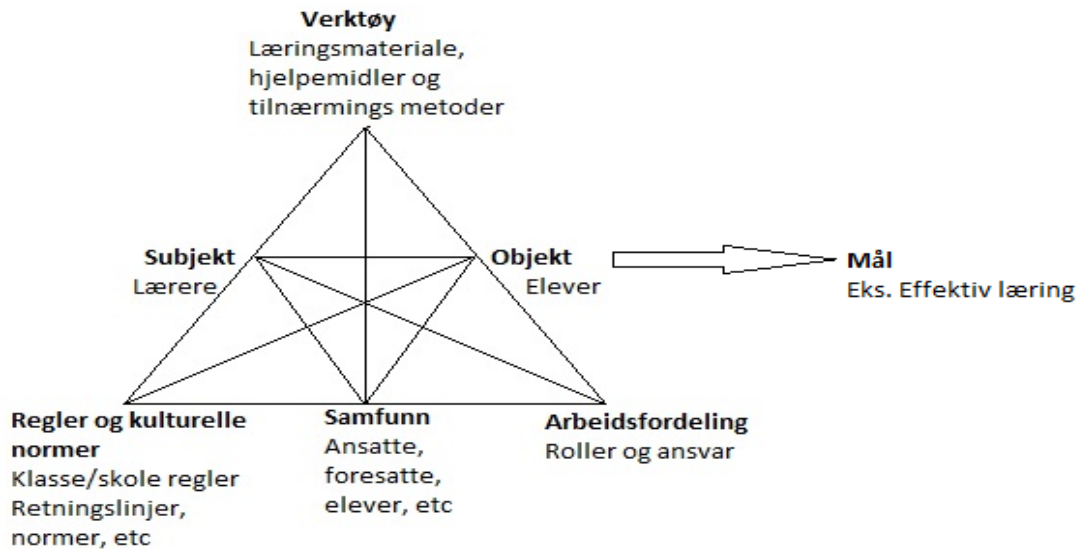 Verktøy
Læringsmateriale,
hjelpemidler og
tilnærmings metoder
Subjekt
Lærere
Objekt
Elever
Mål
Eks. Effektiv læring
Regler og kulturelle
normer
Klasse/skole regler
Retningslinjer,
normer, etc
Samfunn
Ansatte,
foresatte,
elever, etc
Arbeidsfordeling
Roller og ansvar